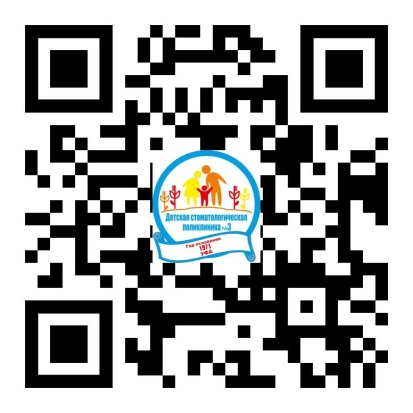 Детская стоматологическая
поликлиника №3
Год основания
1971
УФА